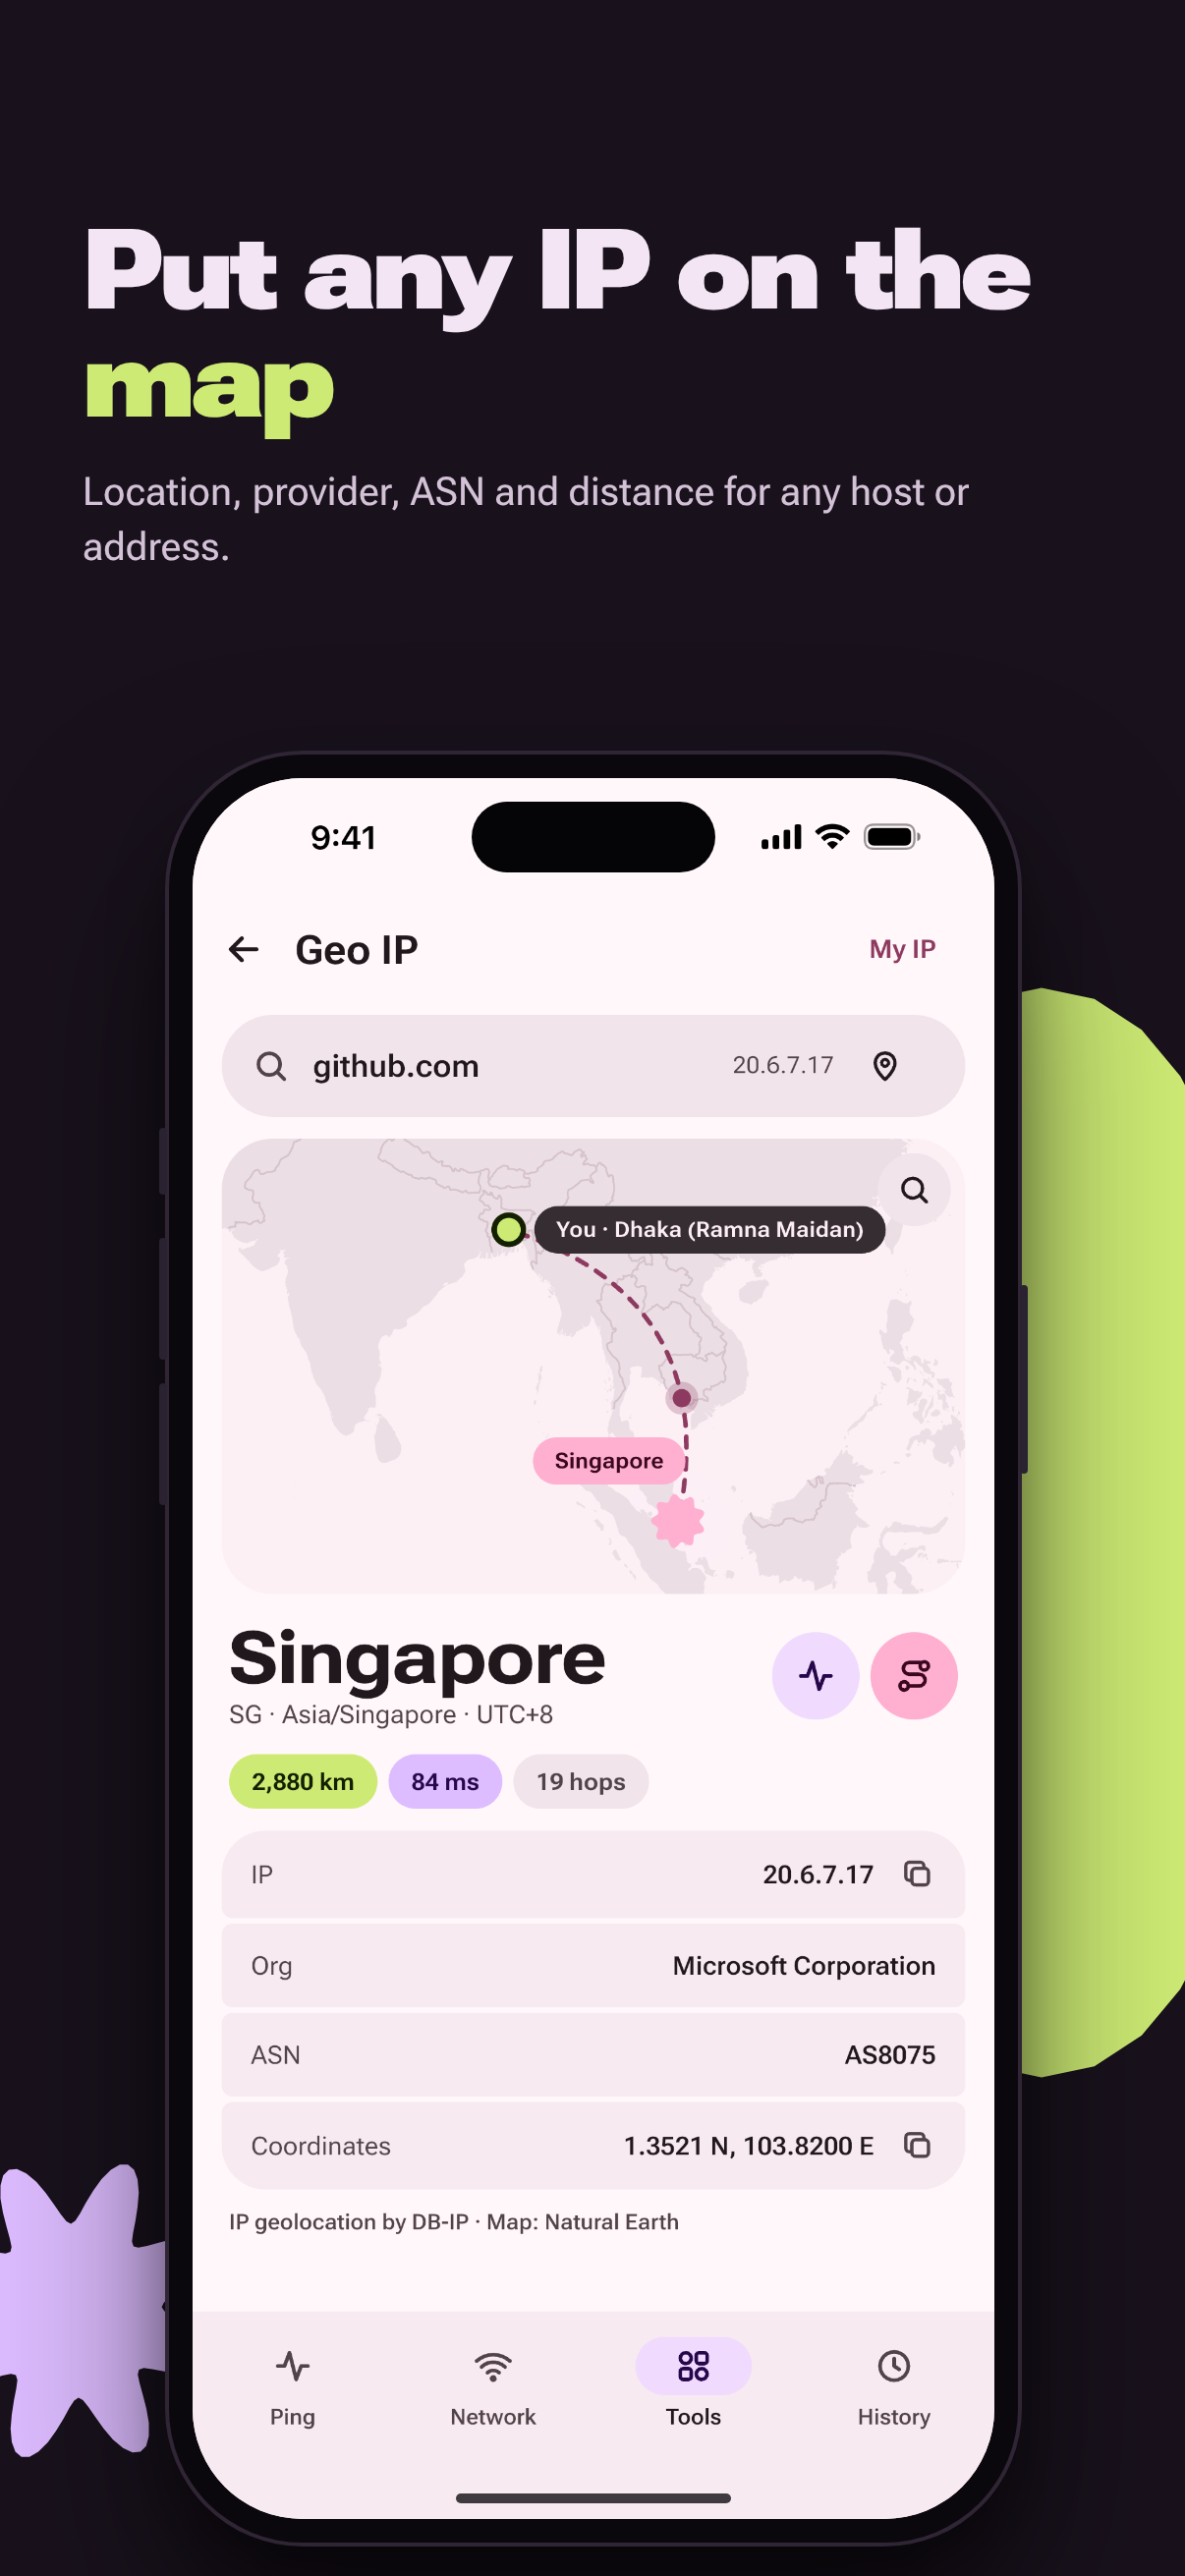 Put any IP on the
map
Location, provider, ASN and distance for any host or
address.
9:41
Geo IP
My IP
github.com
20.6.7.17
You · Dhaka (Ramna Maidan)
Singapore
Singapore
SG · Asia/Singapore · UTC+8
2,880 km
84 ms
19 hops
IP
20.6.7.17
Org
Microsoft Corporation
ASN
AS8075
Coordinates
1.3521 N, 103.8200 E
IP geolocation by DB-IP · Map: Natural Earth
Ping
Network
Tools
History